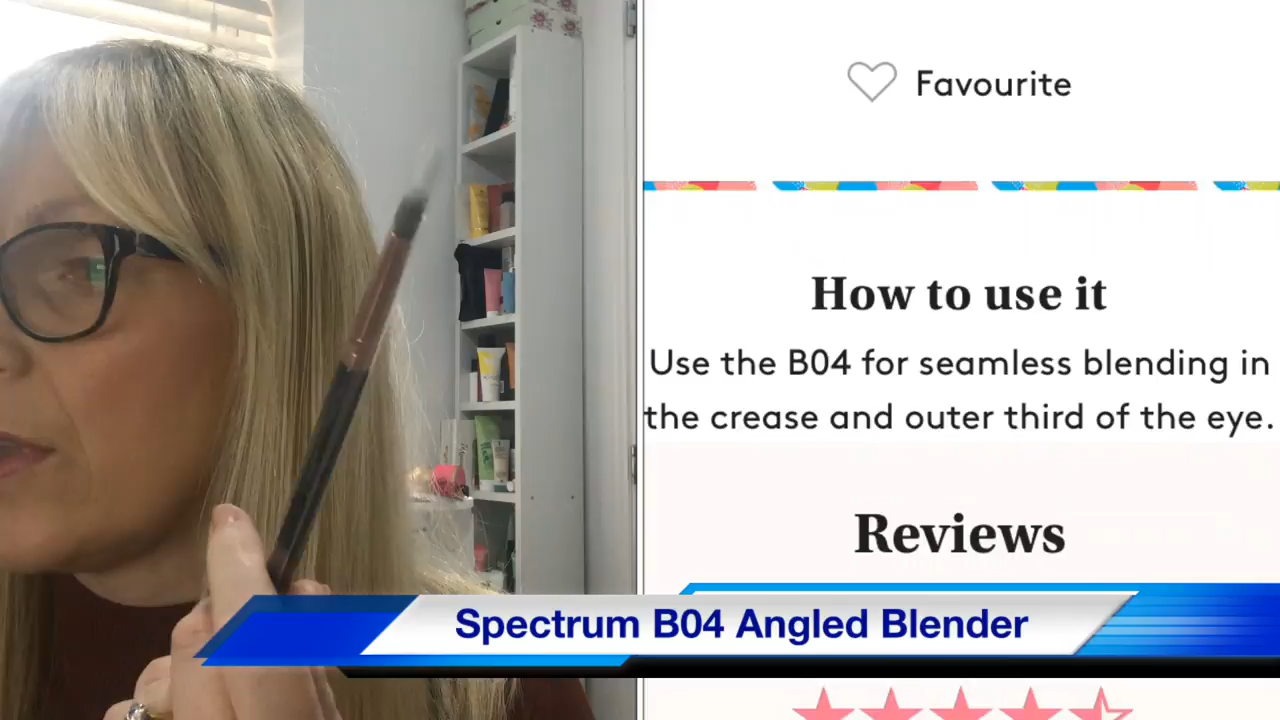 Favourite
How to use it
Use the B04 for seamless blending in
the crease and outer third of the eye.
Reviews
Spectrum B04 Angled Blender